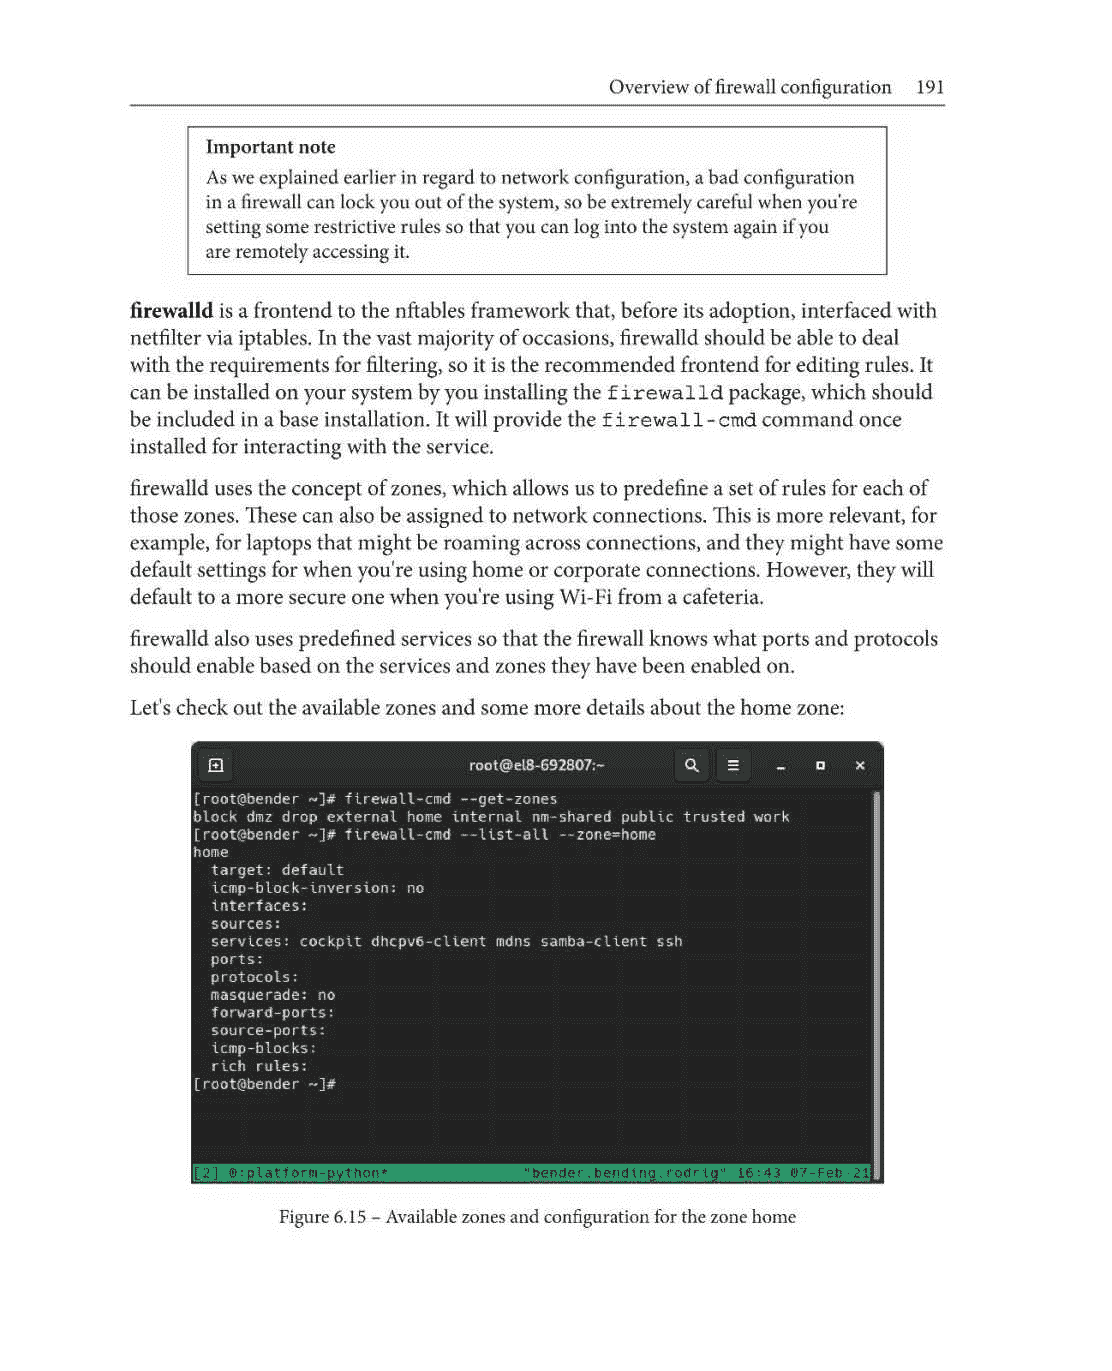 Overview of firewall configuration 191
Important note
As we explained earlier in regard to network configuration, a bad configuration
in a firewall can lock you out of the system, so be extremely careful when you're
setting some restrictive rules so that you can log into the system again if you
are remotely accessing it.
firewalld is a frontend to the nftables framework that, before its adoption, interfaced with
netfilter via iptables. In the vast majority of occasions, firewalld should be able to deal
with the requirements for filtering, so it is the recommended frontend for editing rules. It
can be installed on your system by you installing the firewalld package, which should
be included in a base installation. It will provide the firewall-cmd command once
installed for interacting with the service.
firewalld uses the concept of zones, which allows us to predefine a set of rules for each of
those zones. These can also be assigned to network connections. This is more relevant, for
example, for laptops that might be roaming across connections, and they might have some
default settings for when you're using home or corporate connections. However, they will
default to a more secure one when you're using Wi-Fi from a cafeteria.
firewalld also uses predefined services so that the firewall knows what ports and protocols
should enable based on the services and zones they have been enabled on.
Let's check out the available zones and some more details about the home zone:
root@el8-692807:~
[root@bender ~]# firewall-cmd --get-zones
block dmz drop external home internal nm-shared public trusted work
[root@bender ~]# firewall-cmd --list-all --zone=home
home
target: default
icmp-block-inversion: no
interfaces:
sources:
services: cockpit dhcpv6-client mdns samba-client ssh
ports:
protocols:
masquerade: no
forward-ports:
source-ports:
icmp-blocks:
rich rules:
[root@bender ~]#
[2] 0:platform-python* "bender.bending.rodrig" 16:43 07-Feb-21
Figure 6.15 – Available zones and configuration for the zone home